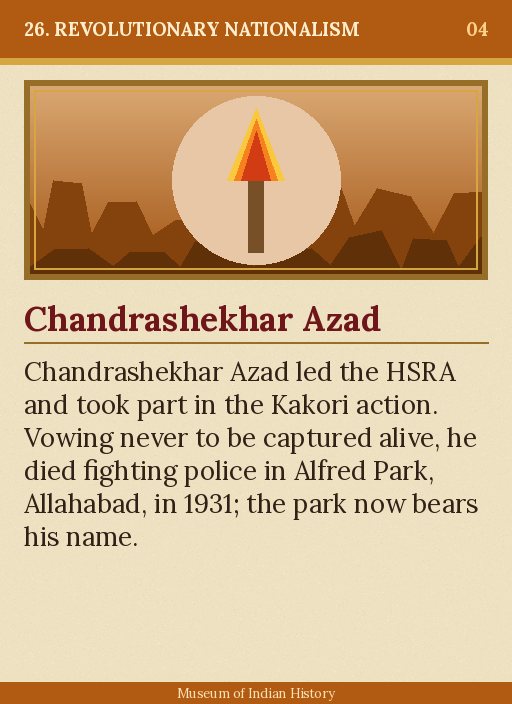 26. REVOLUTIONARY NATIONALISM 04
Chandrashekhar Azad
Chandrashekhar Azad led the HSRA
and took part in the Kakori action.
Vowing never to be captured alive, he
died fighting police in Alfred Park,
Allahabad, in 1931; the park now bears
his name.
Museum of Indian History